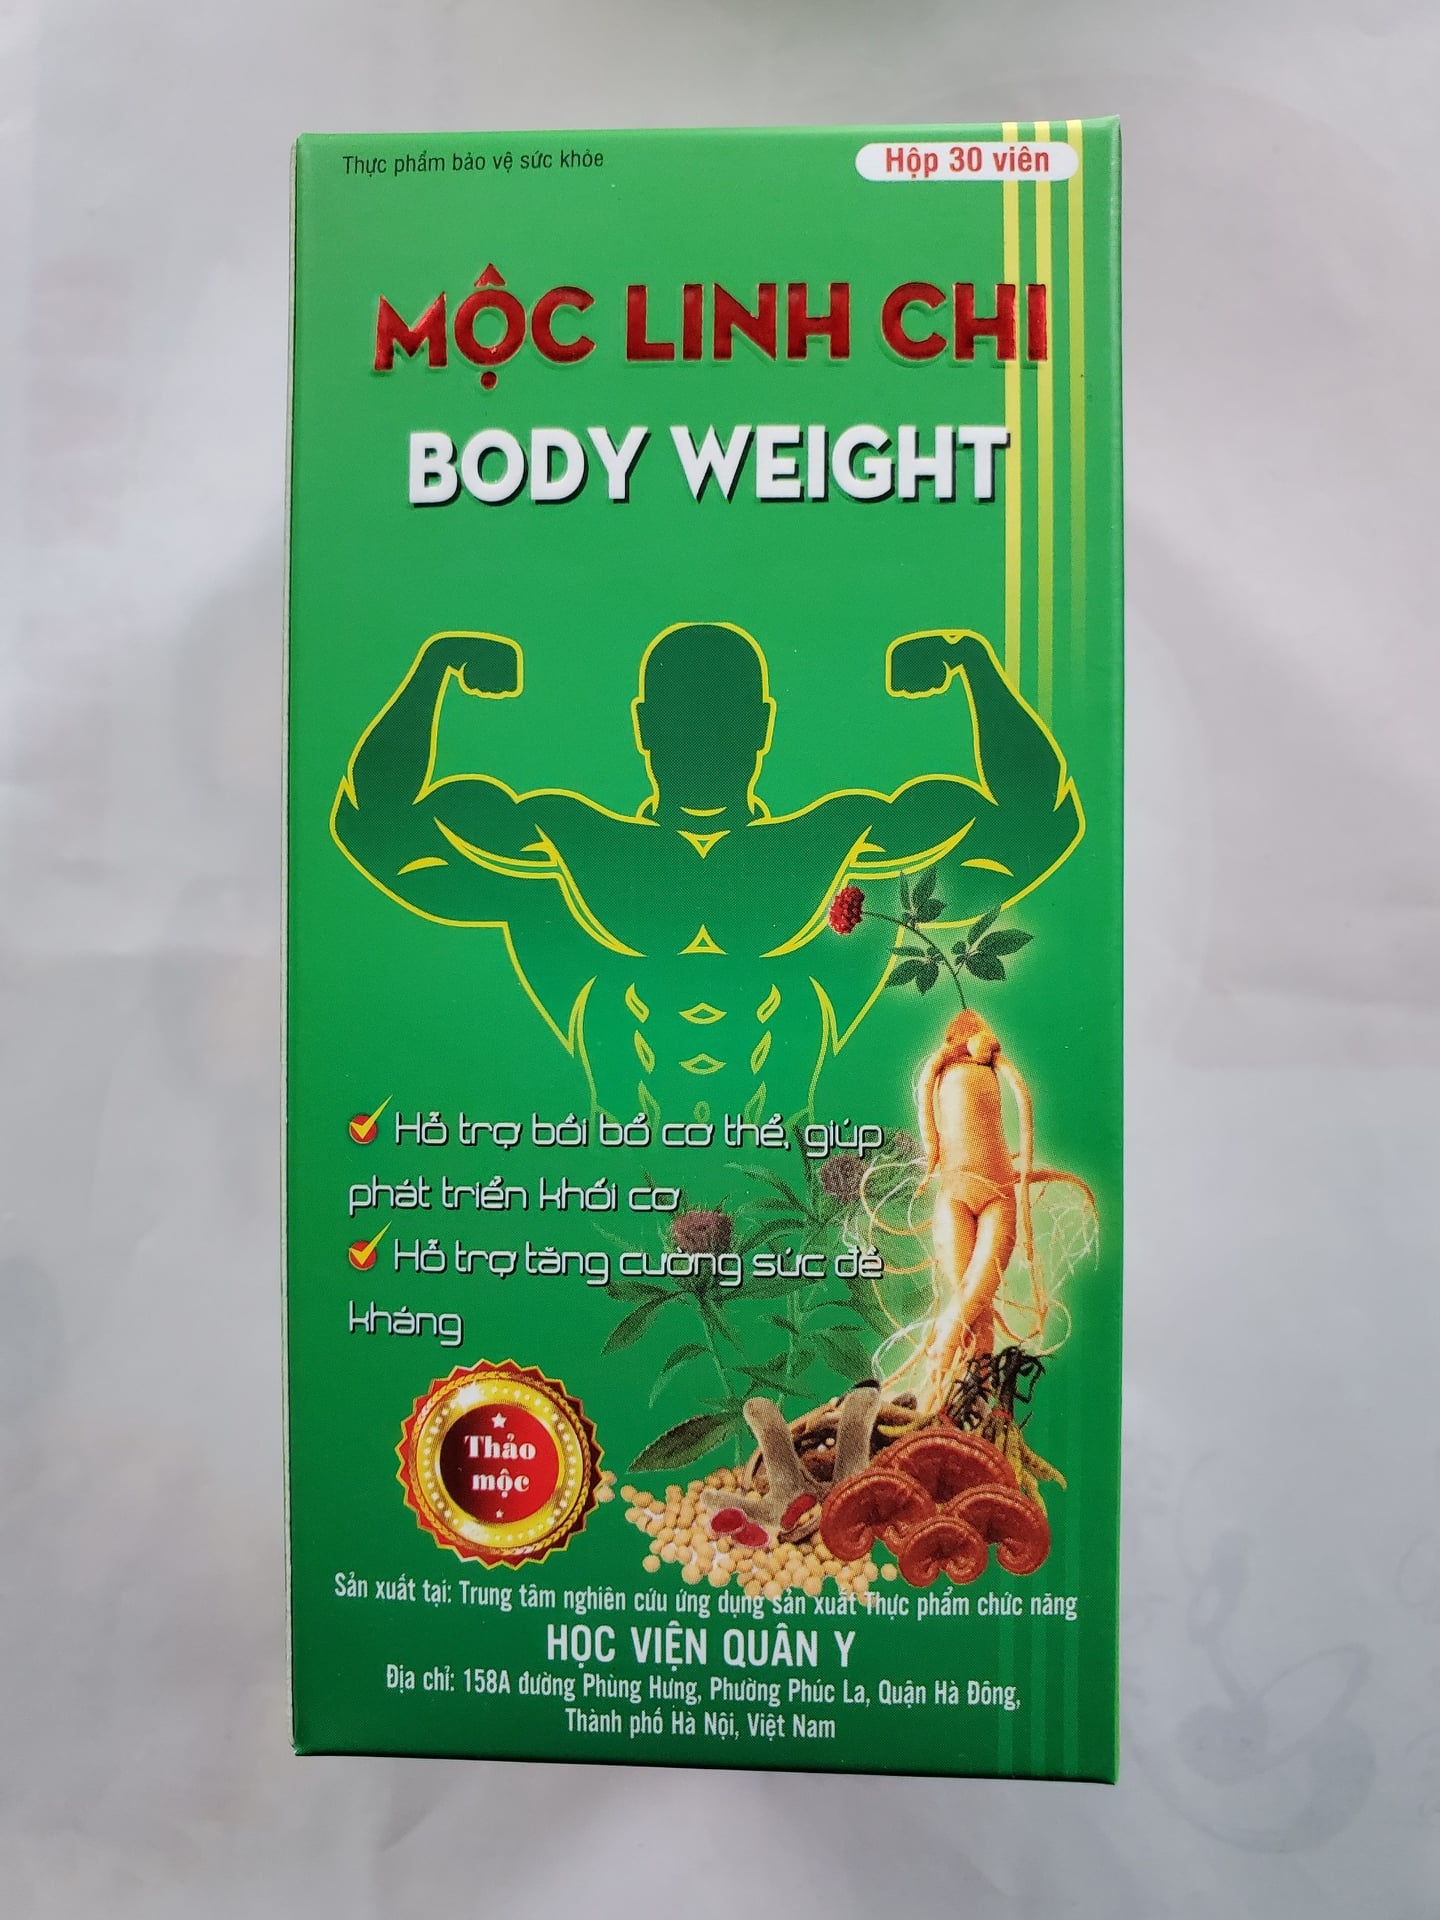 Thực phẩm bảo vệ sức khỏe
Hộp 30 viên
MỘC LINH CHI
BODY WEIGHT
Hỗ trợ bồi bổ cơ thể, giúp
phát triển khối cơ
Hỗ trợ tăng cường sức đề
kháng
Thảo
mộc
Sản xuất tại: Trung tâm nghiên cứu ứng dụng sản xuất Thực phẩm chức năng
HỌC VIỆN QUÂN Y
Địa chỉ: 158A đường Phùng Hưng, Phường Phúc La, Quận Hà Đông,
Thành phố Hà Nội, Việt Nam